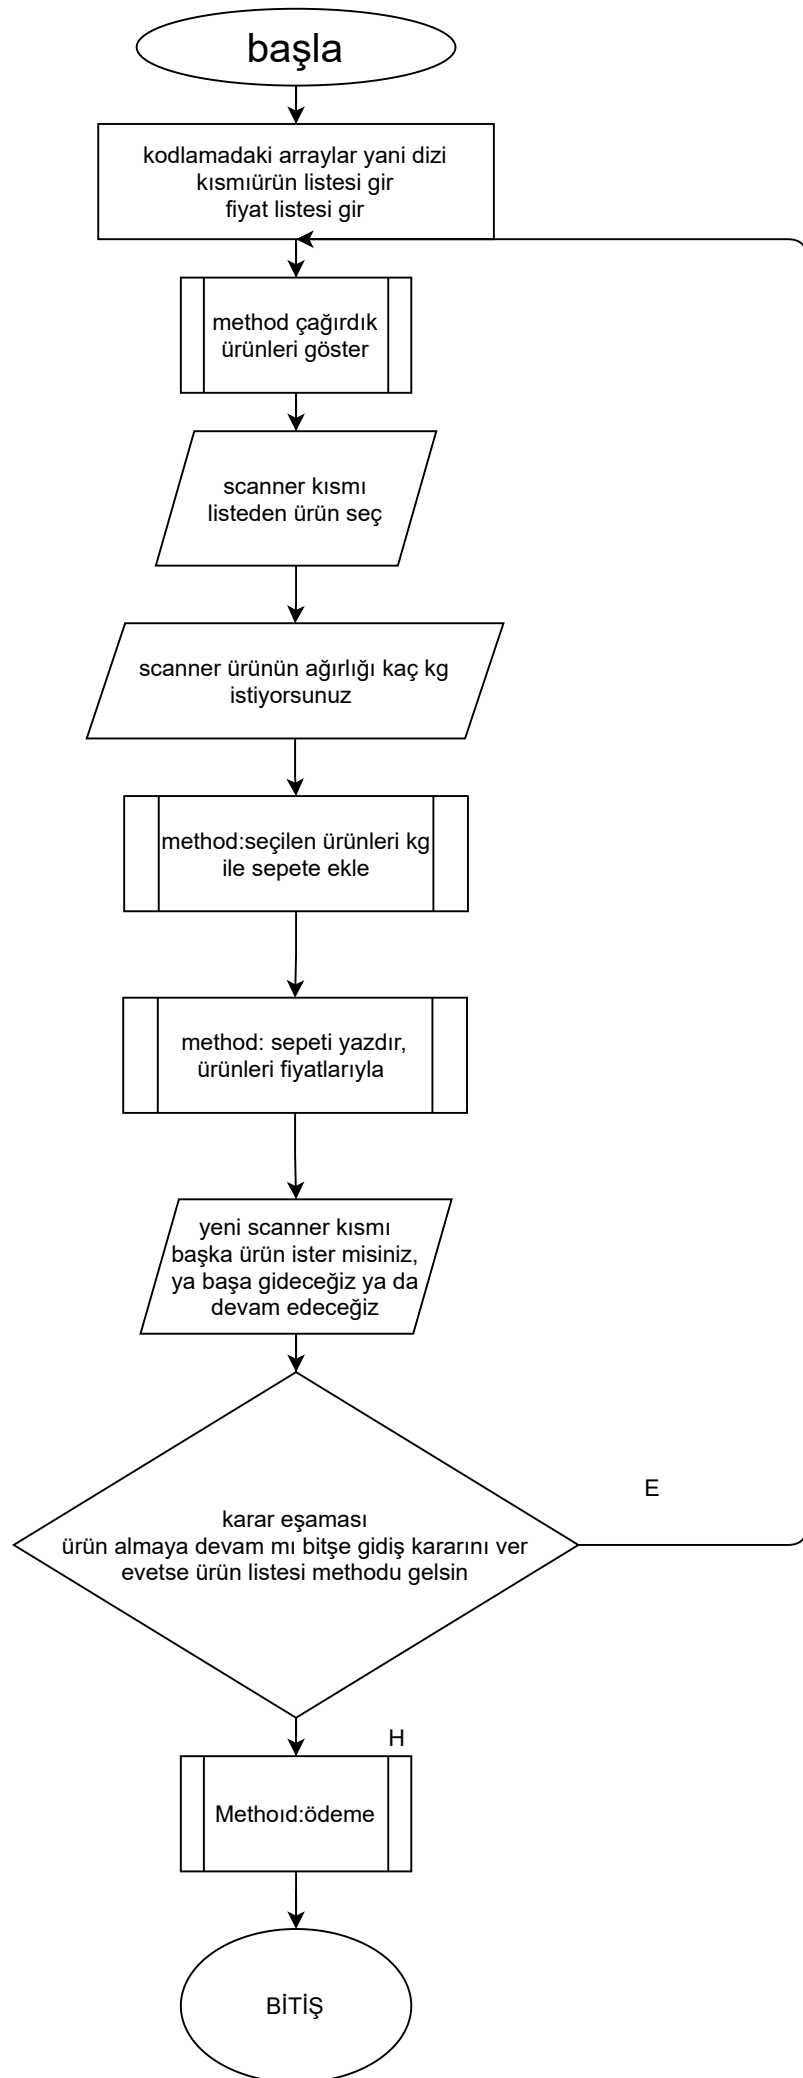 başla
kodlamadaki arraylar yani dizi
kısmıürün listesi gir
fiyat listesi gir
method çağırdık
ürünleri göster
scanner kısmı
listeden ürün seç
scanner ürünün ağırlığı kaç kg
istiyorsunuz
method:seçilen ürünleri kg
ile sepete ekle
method: sepeti yazdır,
ürünleri fiyatlarıyla
yeni scanner kısmı
başka ürün ister misiniz,
ya başa gideceğiz ya da
devam edeceğiz
E
karar eşaması
ürün almaya devam mı bitşe gidiş kararını ver
evetse ürün listesi methodu gelsin
H
Methoıd:ödeme
BİTİŞ